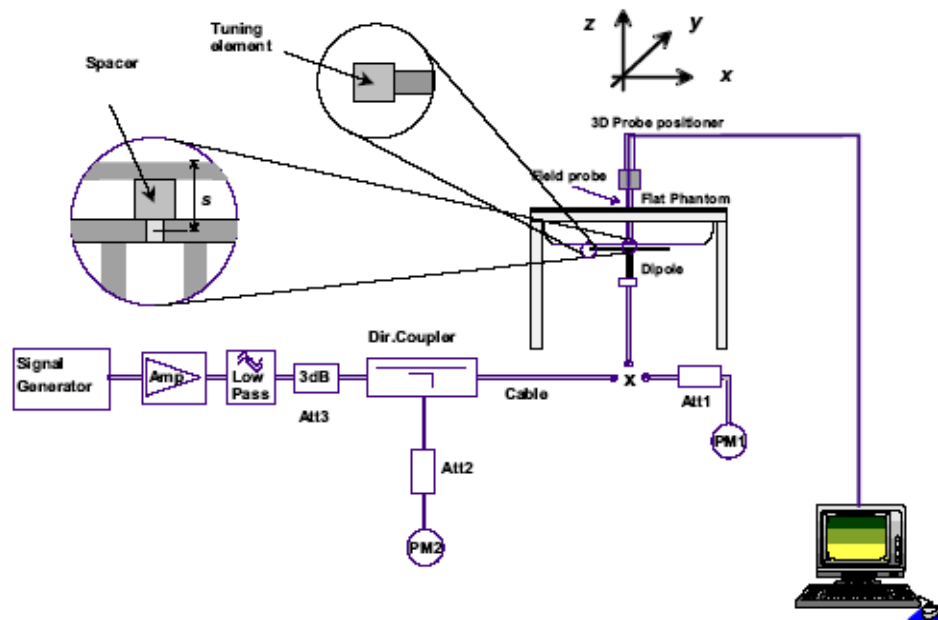 Tuning
element
Spacer
s
z
y
x
3D Probe positioner
Field probe
Flat Phantom
Dipole
Dir.Coupler
Signal
Generator
Amp
Low
Pass
3dB
Att3
Cable
x
Att1
PM1
Att2
PM2